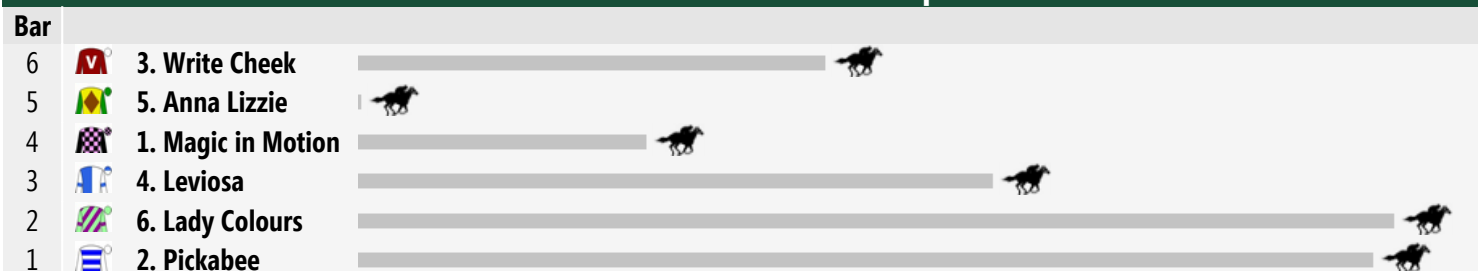 Bar
6 V 3. Write Cheek
5 5. Anna Lizzie
4 1. Magic in Motion
3 4. Leviosa
2 6. Lady Colours
1 2. Pickabee